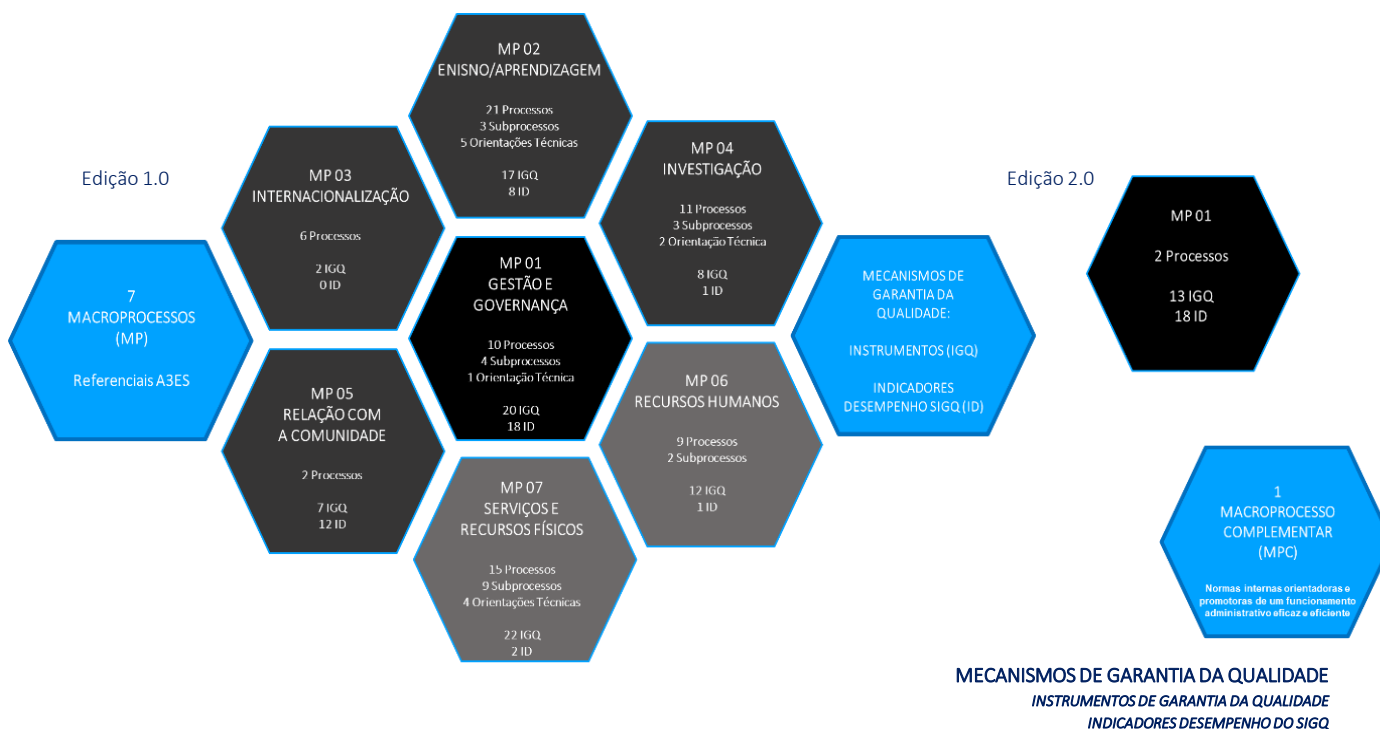 Edição 1.0
7
MACROPROCESSOS
(MP)
Referenciais A3ES
MP 03
INTERNACIONALIZAÇÃO
6 Processos
2 IGQ
0 ID
MP 05
RELAÇÃO COM
A COMUNIDADE
2 Processos
7 IGQ
12 ID
MP 02
ENISNO/APRENDIZAGEM
21 Processos
3 Subprocessos
5 Orientações Técnicas
17 IGQ
8 ID
MP 01
GESTÃO E
GOVERNANÇA
10 Processos
4 Subprocessos
1 Orientação Técnica
20 IGQ
18 ID
MP 07
SERVIÇOS E
RECURSOS FÍSICOS
15 Processos
9 Subprocessos
4 Orientações Técnicas
22 IGQ
2 ID
MP 04
INVESTIGAÇÃO
11 Processos
3 Subprocessos
2 Orientação Técnica
8 IGQ
1 ID
MP 06
RECURSOS HUMANOS
9 Processos
2 Subprocessos
12 IGQ
1 ID
MECANISMOS DE
GARANTIA DA
QUALIDADE:
INSTRUMENTOS (IGQ)
INDICADORES
DESEMPENHO SIGQ (ID)
Edição 2.0
MP 01
2 Processos
13 IGQ
18 ID
1
MACROPROCESSO
COMPLEMENTAR
(MPC)
Normas internas orientadoras e
promotoras de um funcionamento
administrativo eficaz e eficiente
MECANISMOS DE GARANTIA DA QUALIDADE
INSTRUMENTOS DE GARANTIA DA QUALIDADE
INDICADORES DESEMPENHO DO SIGQ